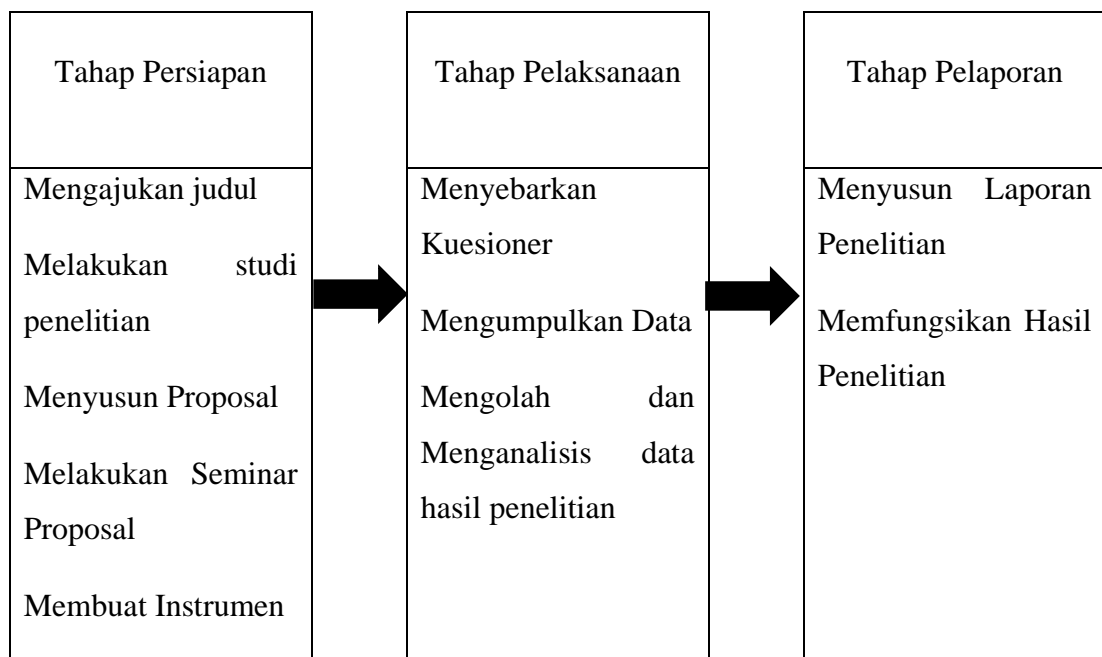 Tahap Persiapan
Mengajukan judul
Melakukan studi
penelitian
Menyusun Proposal
Melakukan Seminar
Proposal
Membuat Instrumen
Tahap Pelaksanaan
Menyebarkan
Kuesioner
Mengumpulkan Data
Mengolah dan
Menganalisis data
hasil penelitian
Tahap Pelaporan
Menyusun Laporan
Penelitian
Memfungsikan Hasil
Penelitian